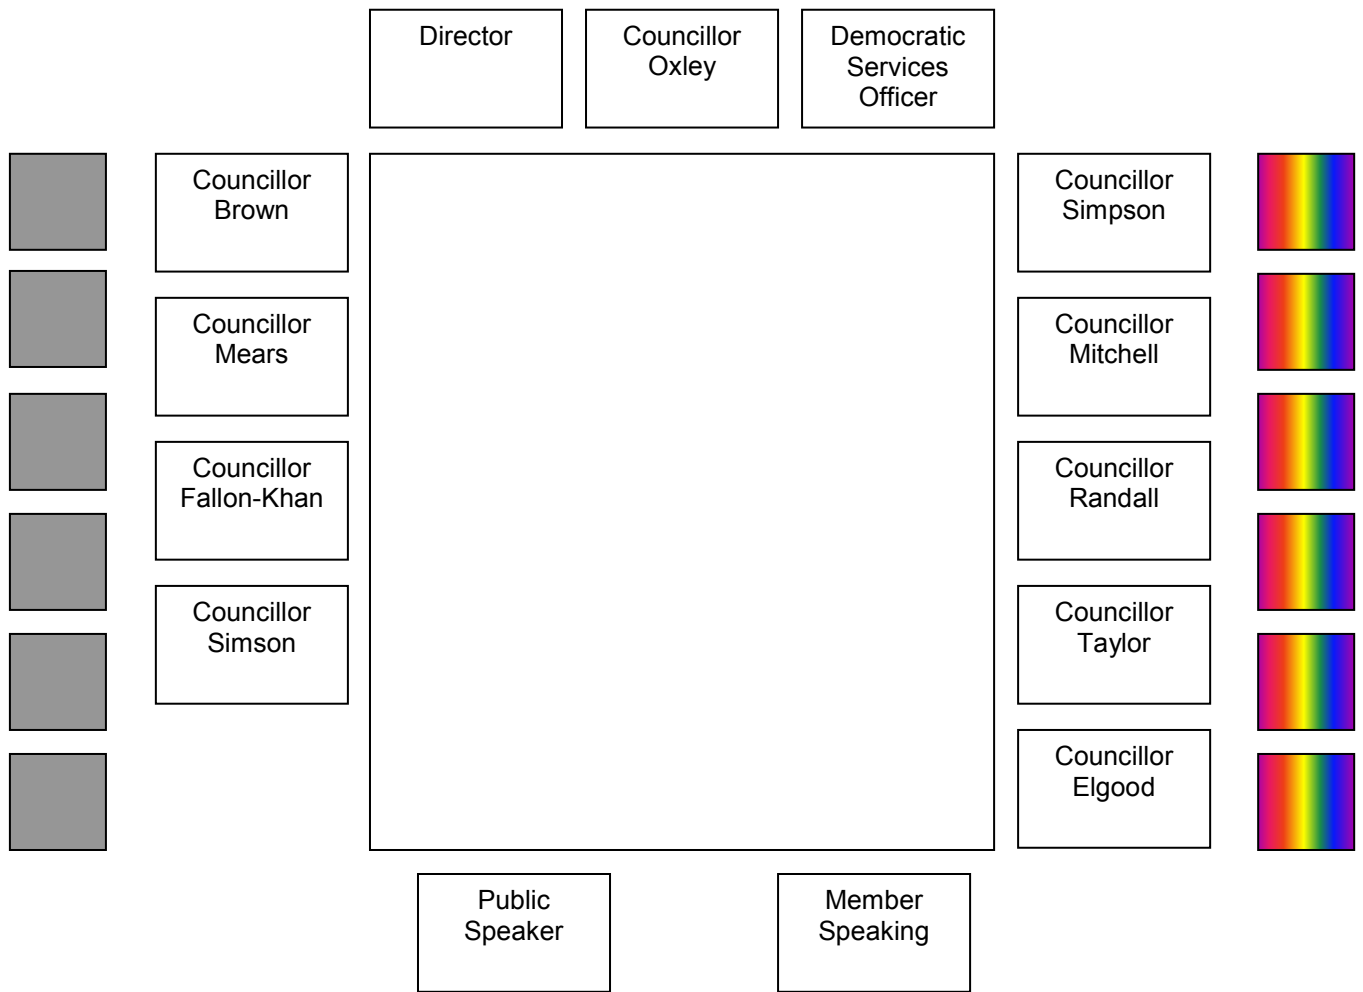 Director
Councillor
Oxley
Democratic
Services
Officer
Councillor
Brown
Councillor
Simpson
Councillor
Mears
Councillor
Mitchell
Councillor
Fallon-Khan
Councillor
Randall
Councillor
Simson
Councillor
Taylor
Councillor
Elgood
Public
Speaker
Member
Speaking